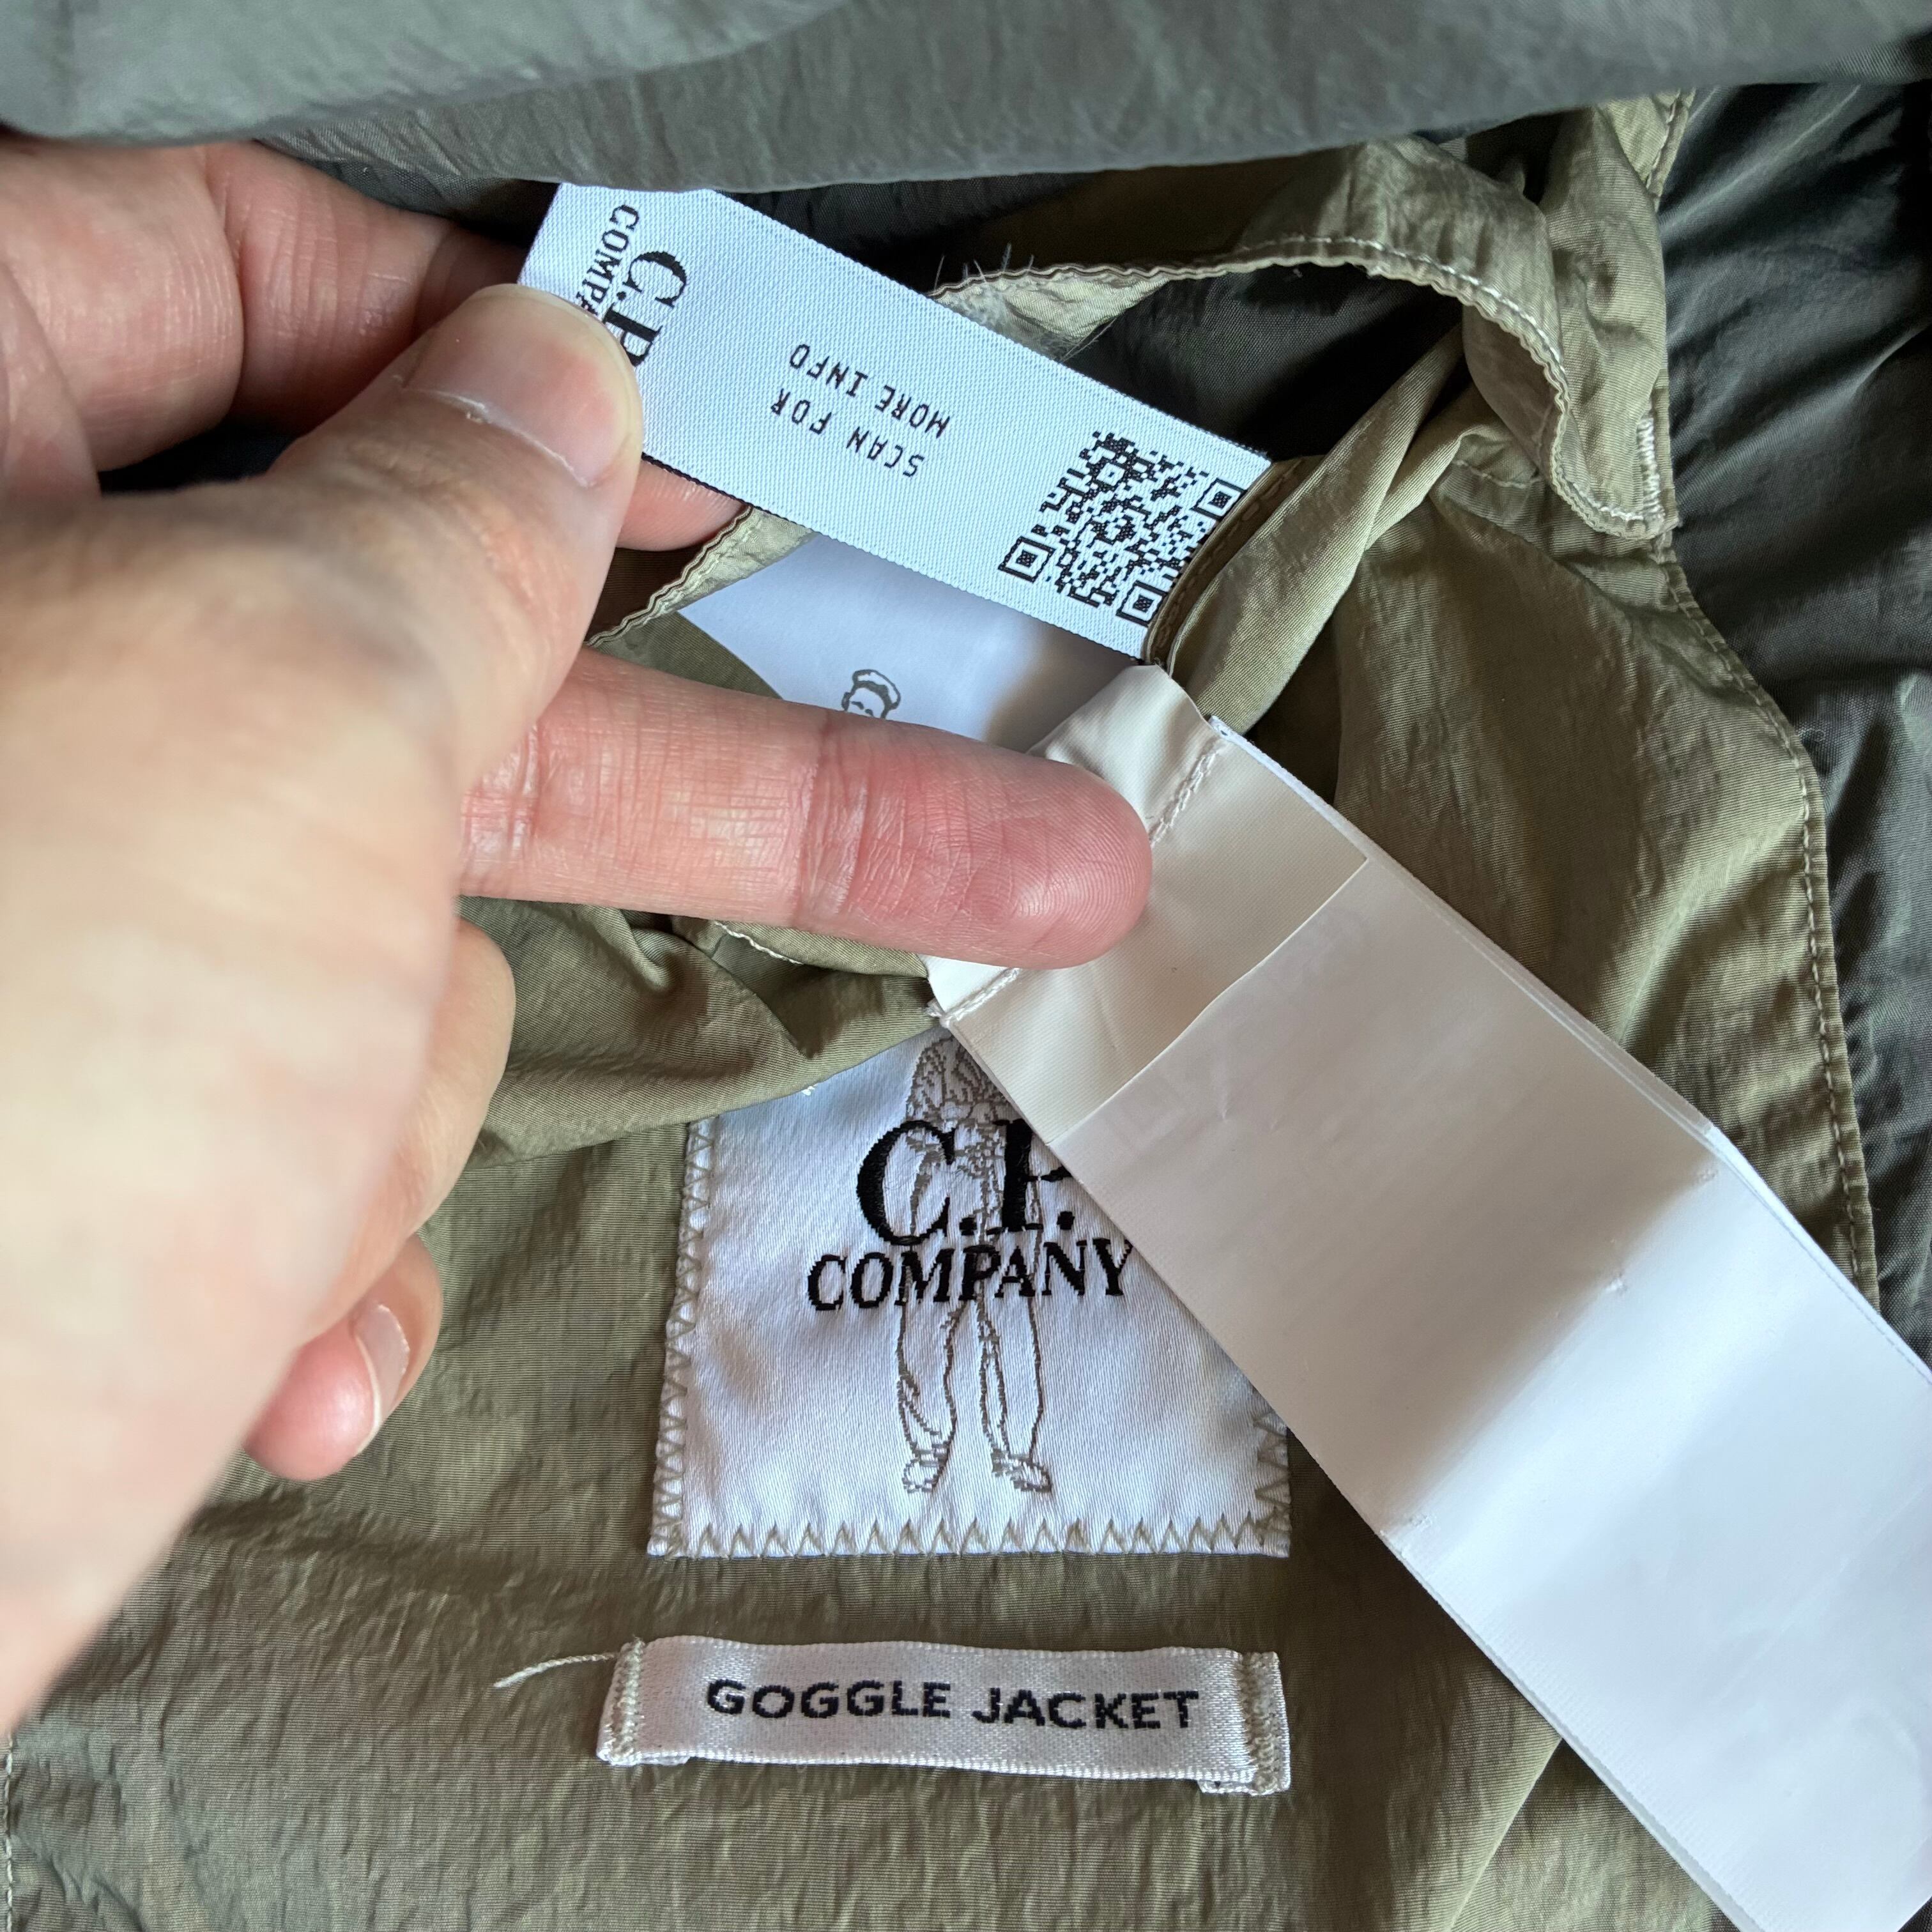 C.P.
COMPA
SCAN FOR
MORE INFO
C.P.
COMPANY
GOGGLE JACKET